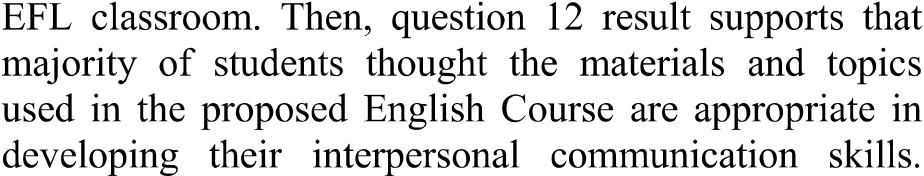 EFL classroom. Then, question 12 result supports that
majority of students thought the materials and topics
used in the proposed English Course are appropriate in
developing their interpersonal communication skills.